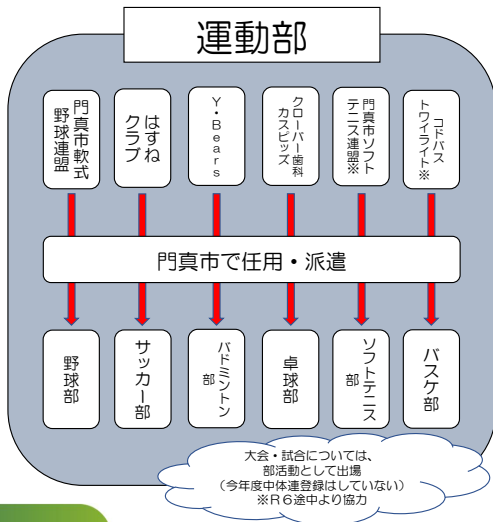 運動部
門真市軟式
野球連盟
はすね
クラブ
Y・Bears
クローバー歯科
カスピッズ
門真市ソフト
テニス連盟※
コドバス
トワイライト※
門真市で任用・派遣
野球部
サッカー部
バドミントン
部
卓球部
ソフトテニス
部
バスケ部
大会・試合については、
部活動として出場
(今年度中体連登録はしていない)
※R6途中より協力